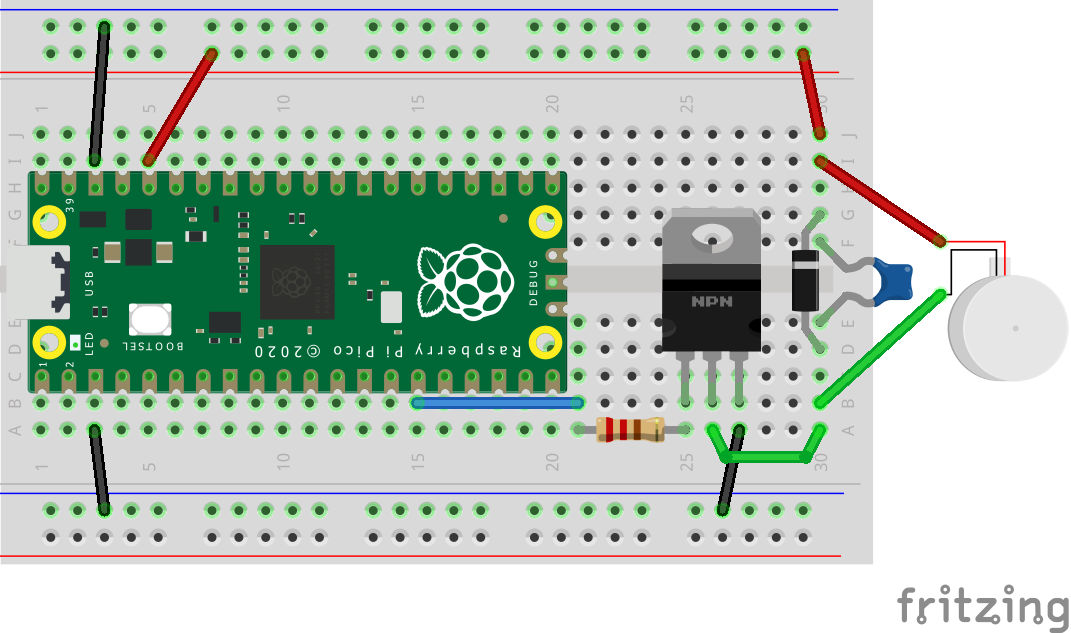 1 5 10 15 20 25 30
J J
I I
H H
G G
F
39
USB
DEBUG
NPN
E E
LED
BOOTSEL
D D
Raspberry Pi Pico © 2020
1 2
C C
B B
A A
1 5 10 15 20 25 30
fritzing